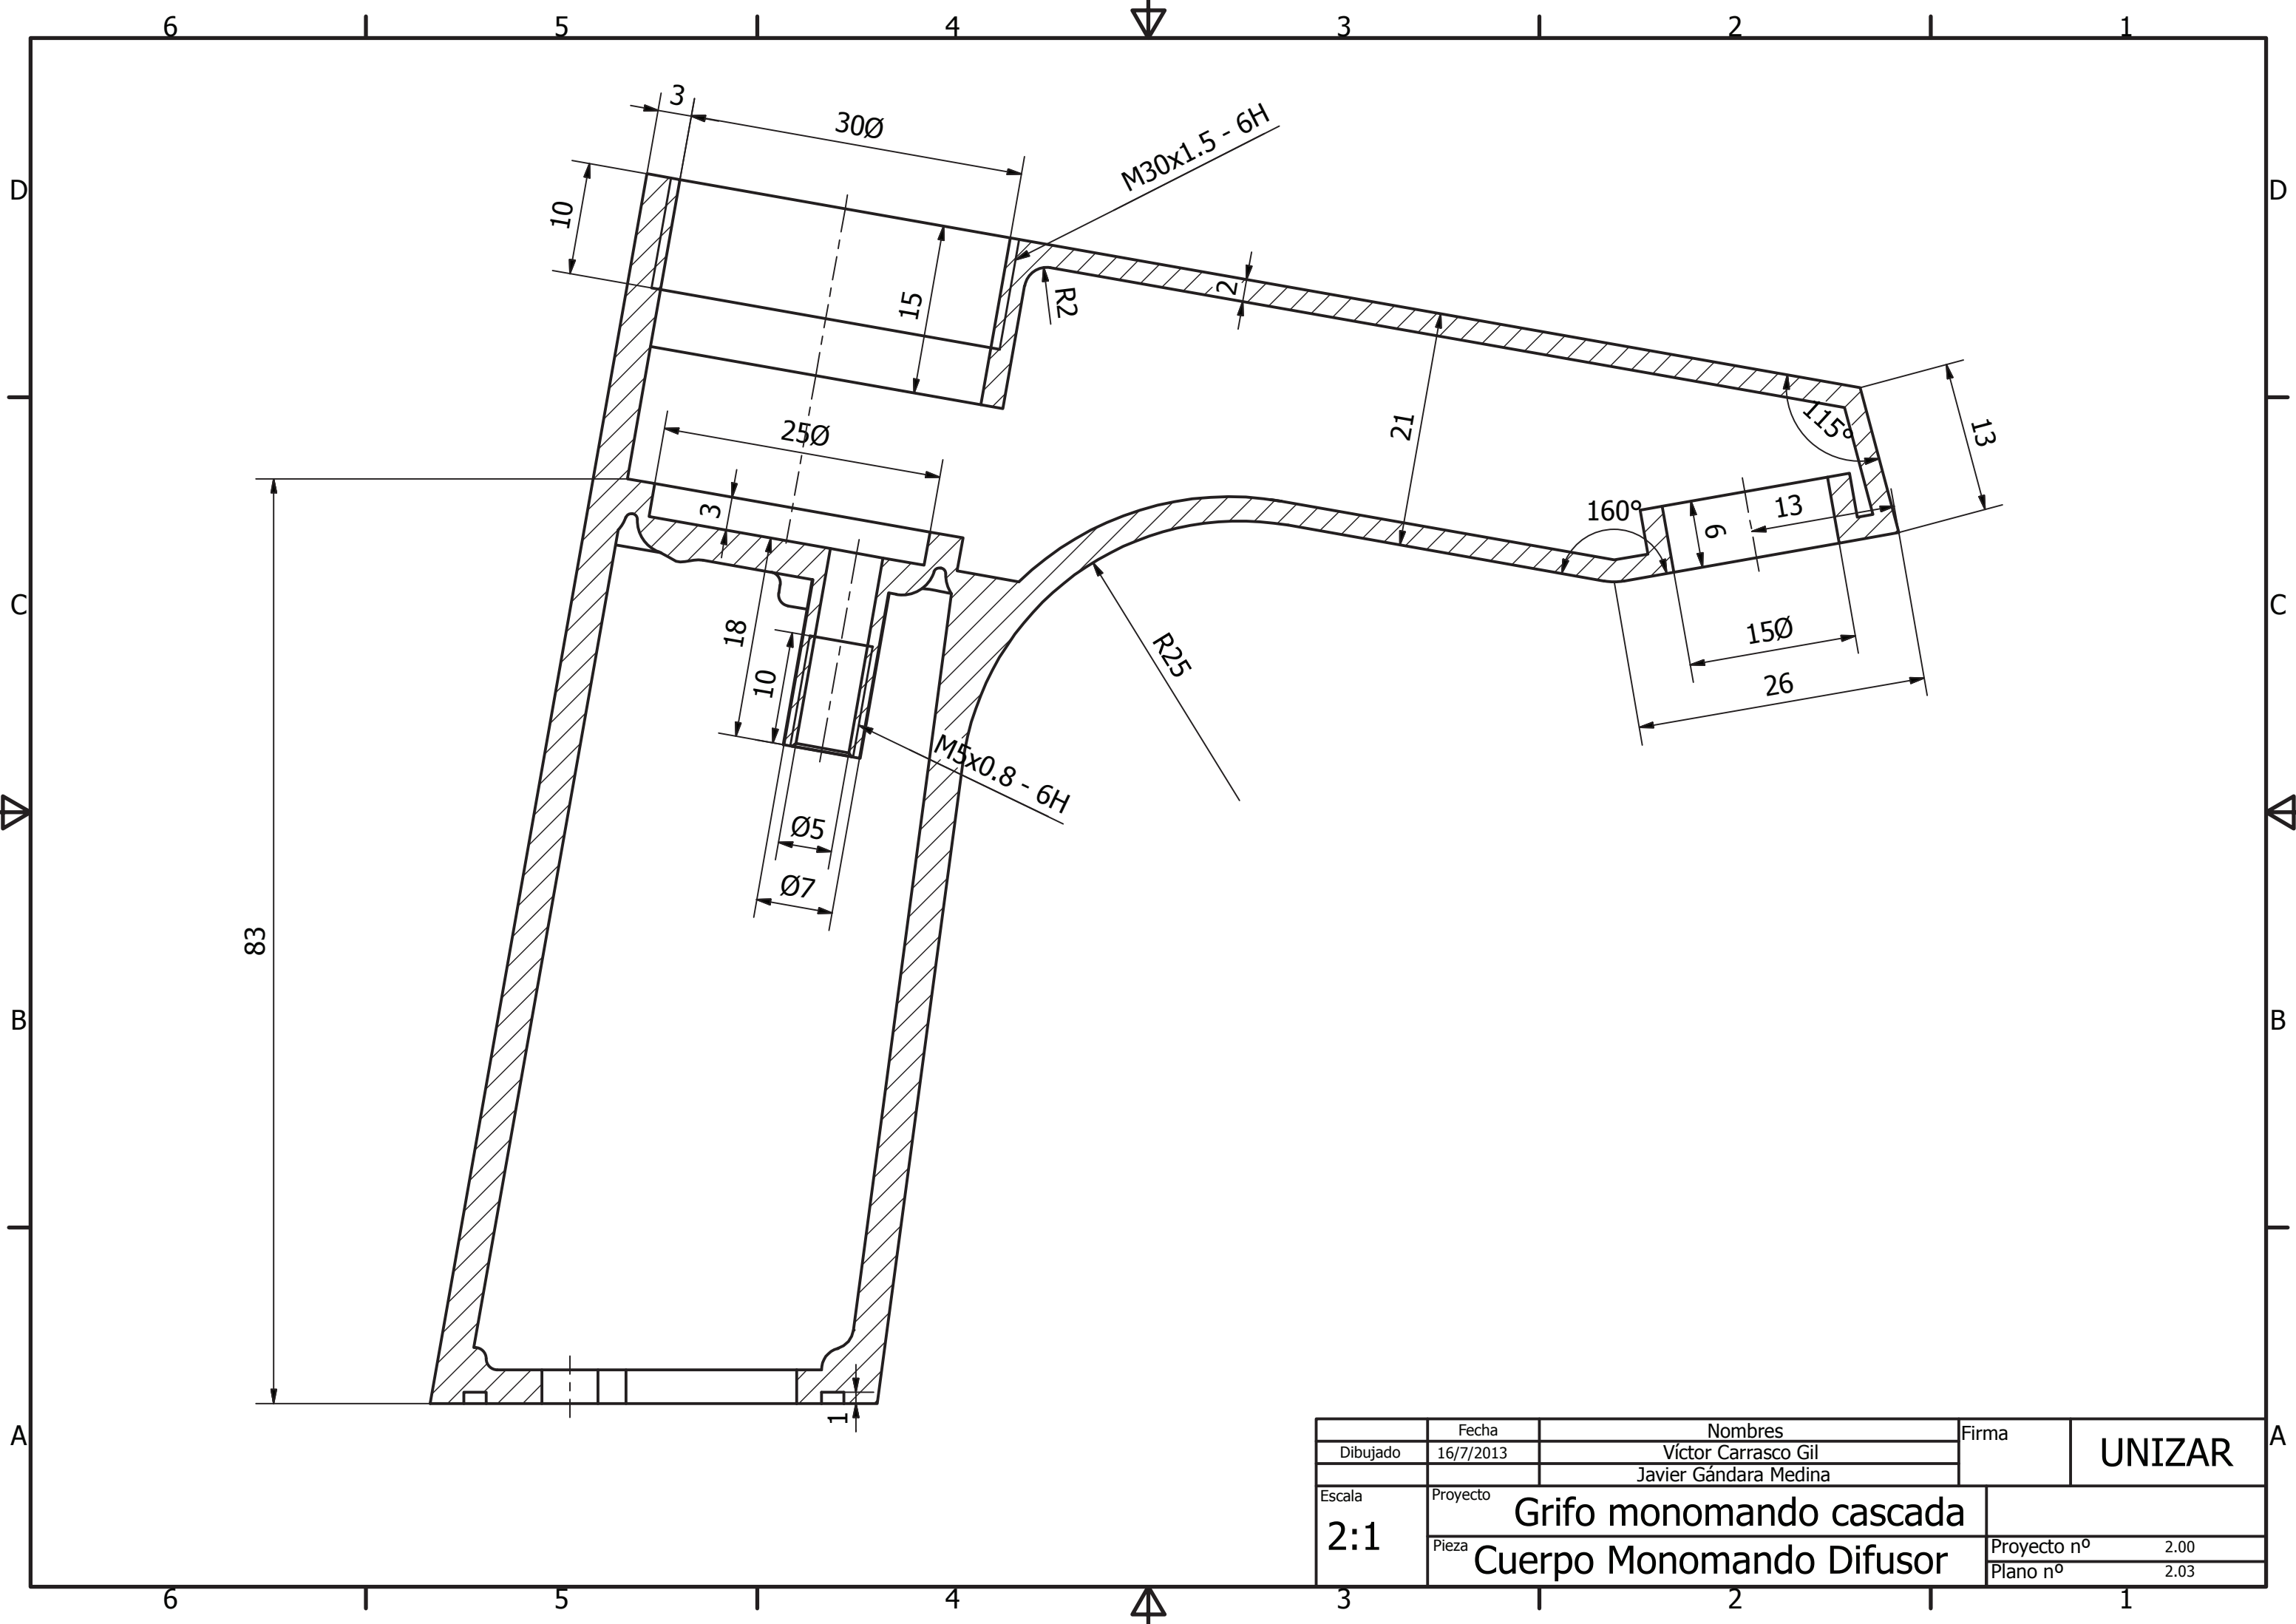 6 5 4 3 2 1
D D
C C
B B
A A
6 5 4 3 2 1
3
30Ø
M30x1.5 - 6H
10
15
R2
2
25Ø
3
21
115°
13
160°
6
13
15Ø
26
18
10
R25
M5x0.8 - 6H
Ø5
Ø7
83
1
Fecha
Nombres
Firma
UNIZAR
Dibujado
16/7/2013
Víctor Carrasco Gil
Javier Gándara Medina
Escala
2:1
Proyecto
Grifo monomando cascada
Pieza
Cuerpo Monomando Difusor
Proyecto nº 2.00
Plano nº 2.03